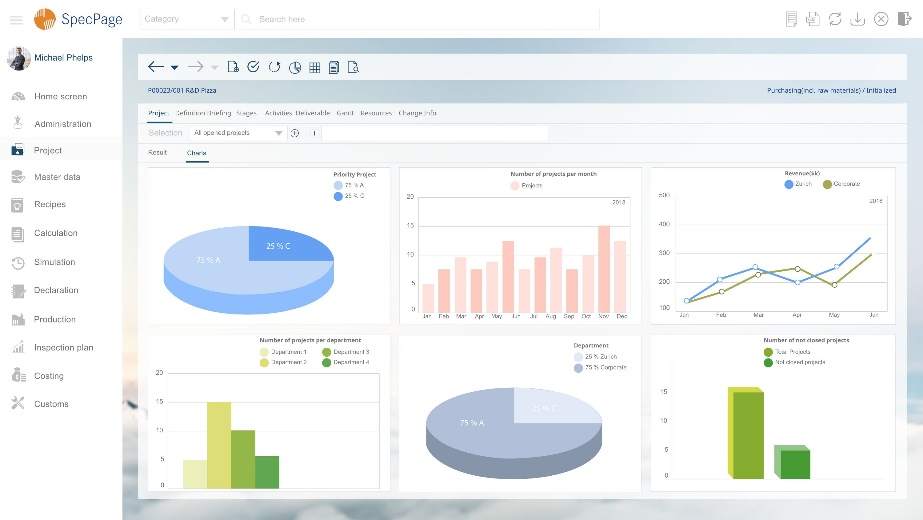 SpecPage
Category
Search here
Michael Phelps
Home screen
Administration
Project
Master data
Recipes
Calculation
Simulation
Declaration
Production
Inspection plan
Costing
Customs
P00023/001 R&D Pizza
Purchasing(incl. raw materials) / Initialized
Project Definition Briefing Stages Activities Deliverable Gantt Resources Change Info
Selection All opened projects
Result Charts
Priority Project
75 % A
25 % C
75 % A
25 % C
Number of projects per month
Projects
2018
20
15
10
5
0
Jan Feb Mar Apr May Jun Jul Aug Sep Oct Nov Dec
Revenue(kk)
Zurich Corporate
2018
500
400
300
200
100
Jan Feb Mar Apr May Jun
Number of projects per department
Department 1 Department 3
Department 2 Department 4
20
15
10
5
0
Department
25 % Zurich
75 % Corporate
75 % A
25 % C
Number of not closed projects
Total Projects
Not closed projects
15
10
5
0